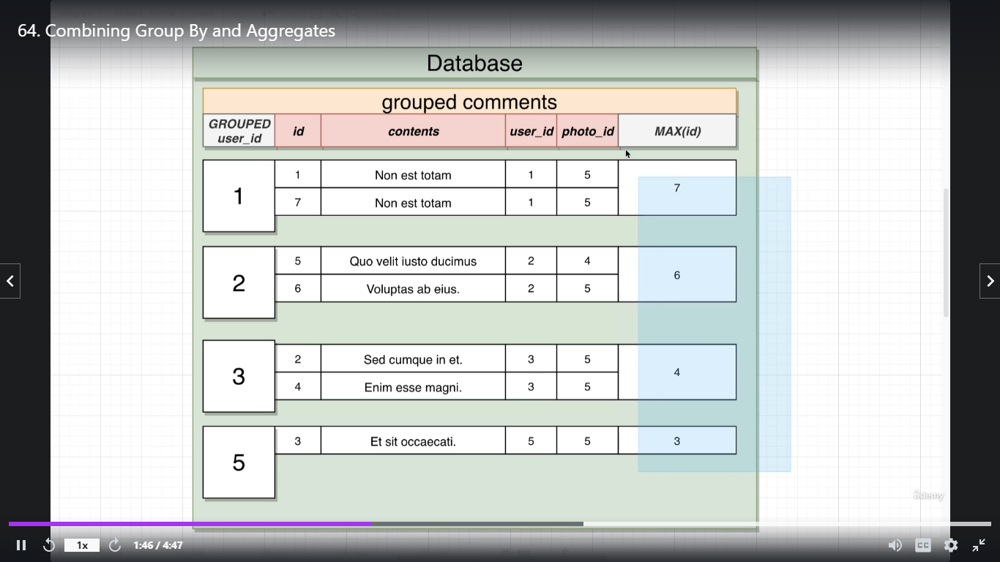 64. Combining Group By and Aggregates
Database
grouped comments
GROUPED user_id id contents user_id photo_id MAX(id)
1 1 Non est totam 1 5 7
7 Non est totam 1 5
2 5 Quo velit iusto ducimus 2 4 6
6 Voluptas ab eius. 2 5
3 2 Sed cumque in et. 3 5 4
4 Enim esse magni. 3 5
5 3 Et sit occaecati. 5 5 3
ûdemy
1x 1:46 / 4:47 CC